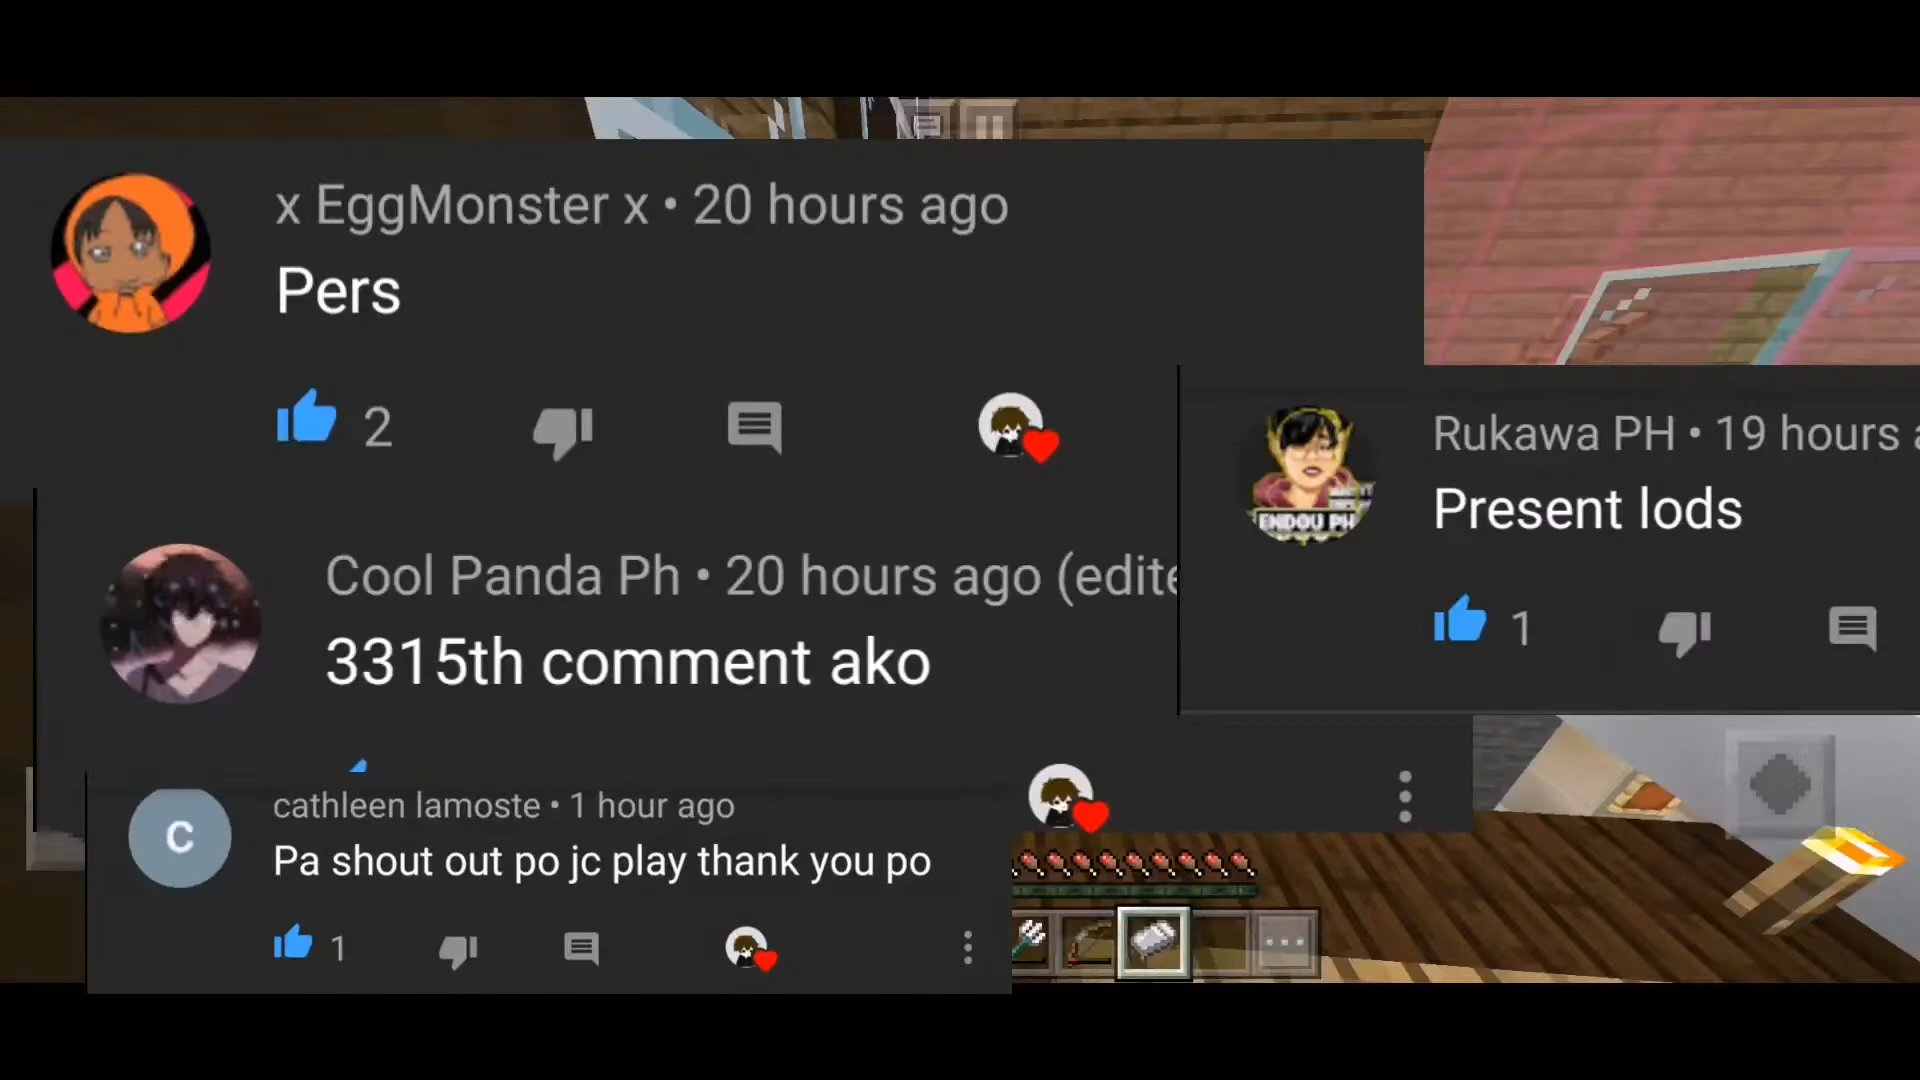 x EggMonster x • 20 hours ago
Pers
2
Rukawa PH • 19 hours a
Present lods
ENDOU PH
1
Cool Panda Ph • 20 hours ago (edite
3315th comment ako
C
cathleen lamoste • 1 hour ago
Pa shout out po jc play thank you po
1